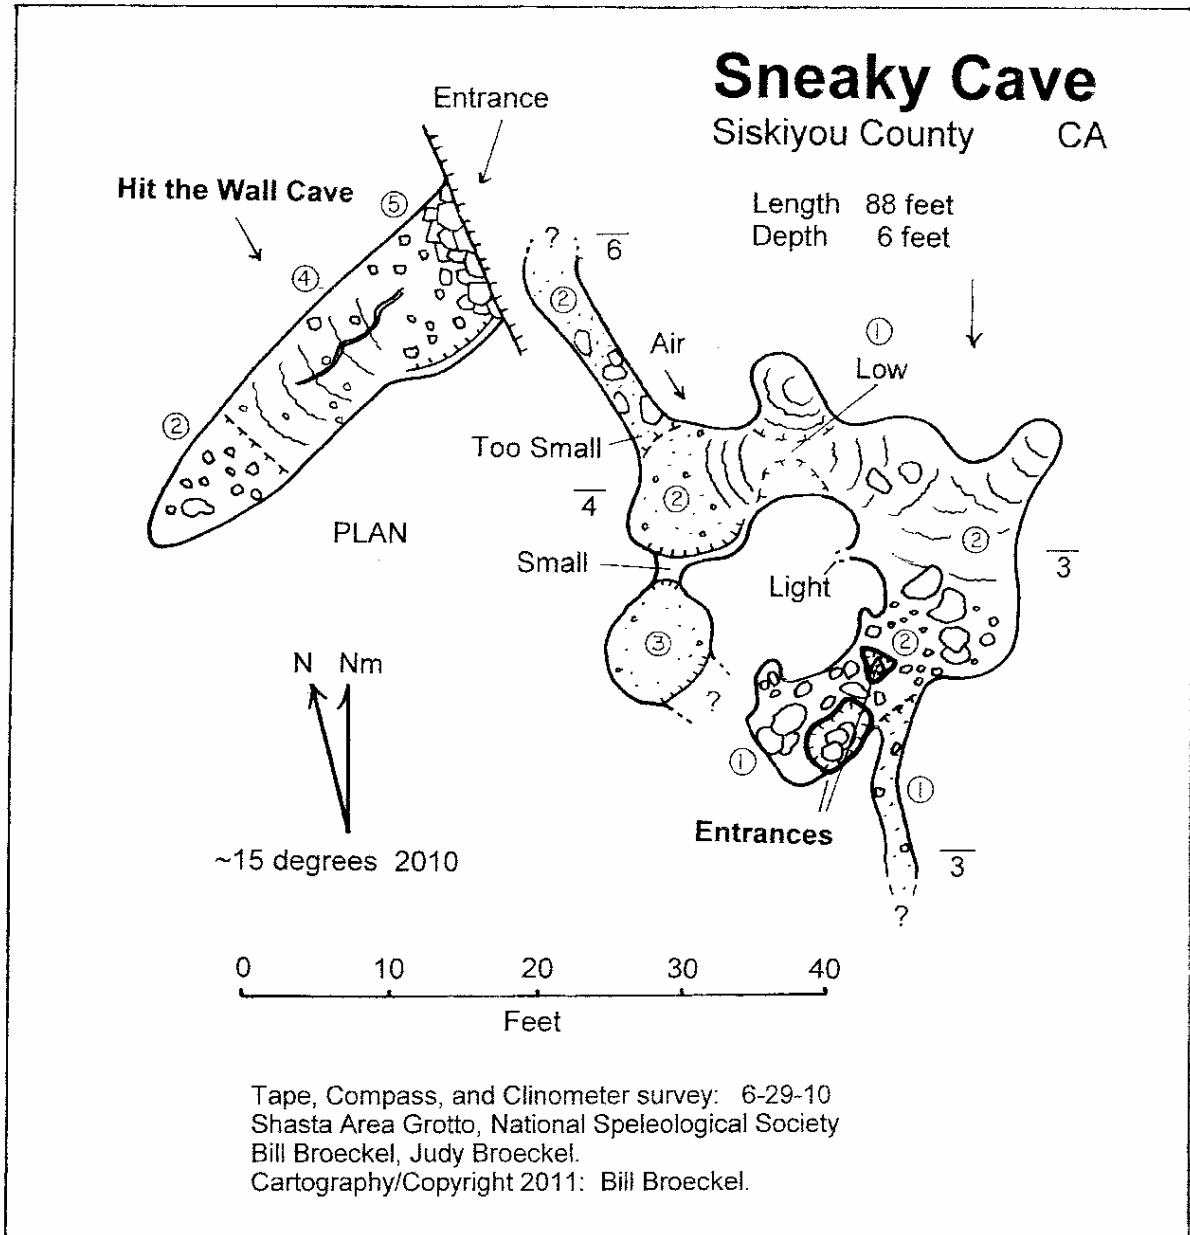 Sneaky Cave
Siskiyou County CA
Length 88 feet
Depth 6 feet
Entrance
Hit the Wall Cave
5
4
2
?
6
2
Air
1
Low
Too Small
4
2
PLAN
Small
Light
2
3
3
2
?
N Nm
1
1
Entrances
3
?
~15 degrees 2010
0 10 20 30 40
Feet
Tape, Compass, and Clinometer survey: 6-29-10
Shasta Area Grotto, National Speleological Society
Bill Broeckel, Judy Broeckel.
Cartography/Copyright 2011: Bill Broeckel.